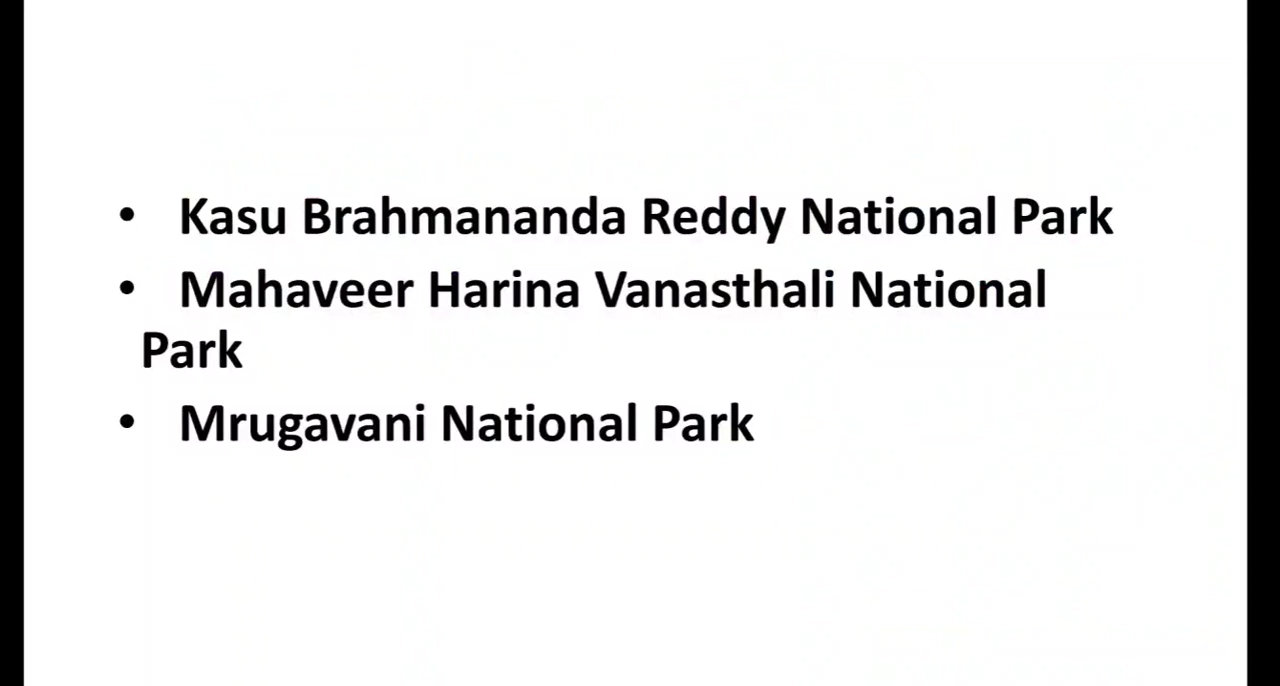 • Kasu Brahmananda Reddy National Park
• Mahaveer Harina Vanasthali National
Park
• Mrugavani National Park